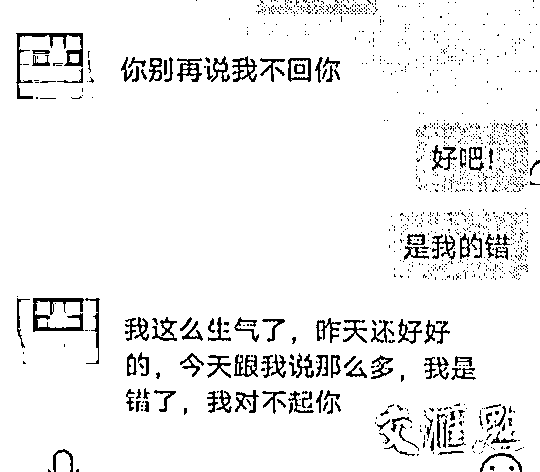 你别再说我不回你
好吧!
是我的错
我这么生气了，昨天还好好
的，今天跟我说那么多，我是
错了，我对不起你
交汇点